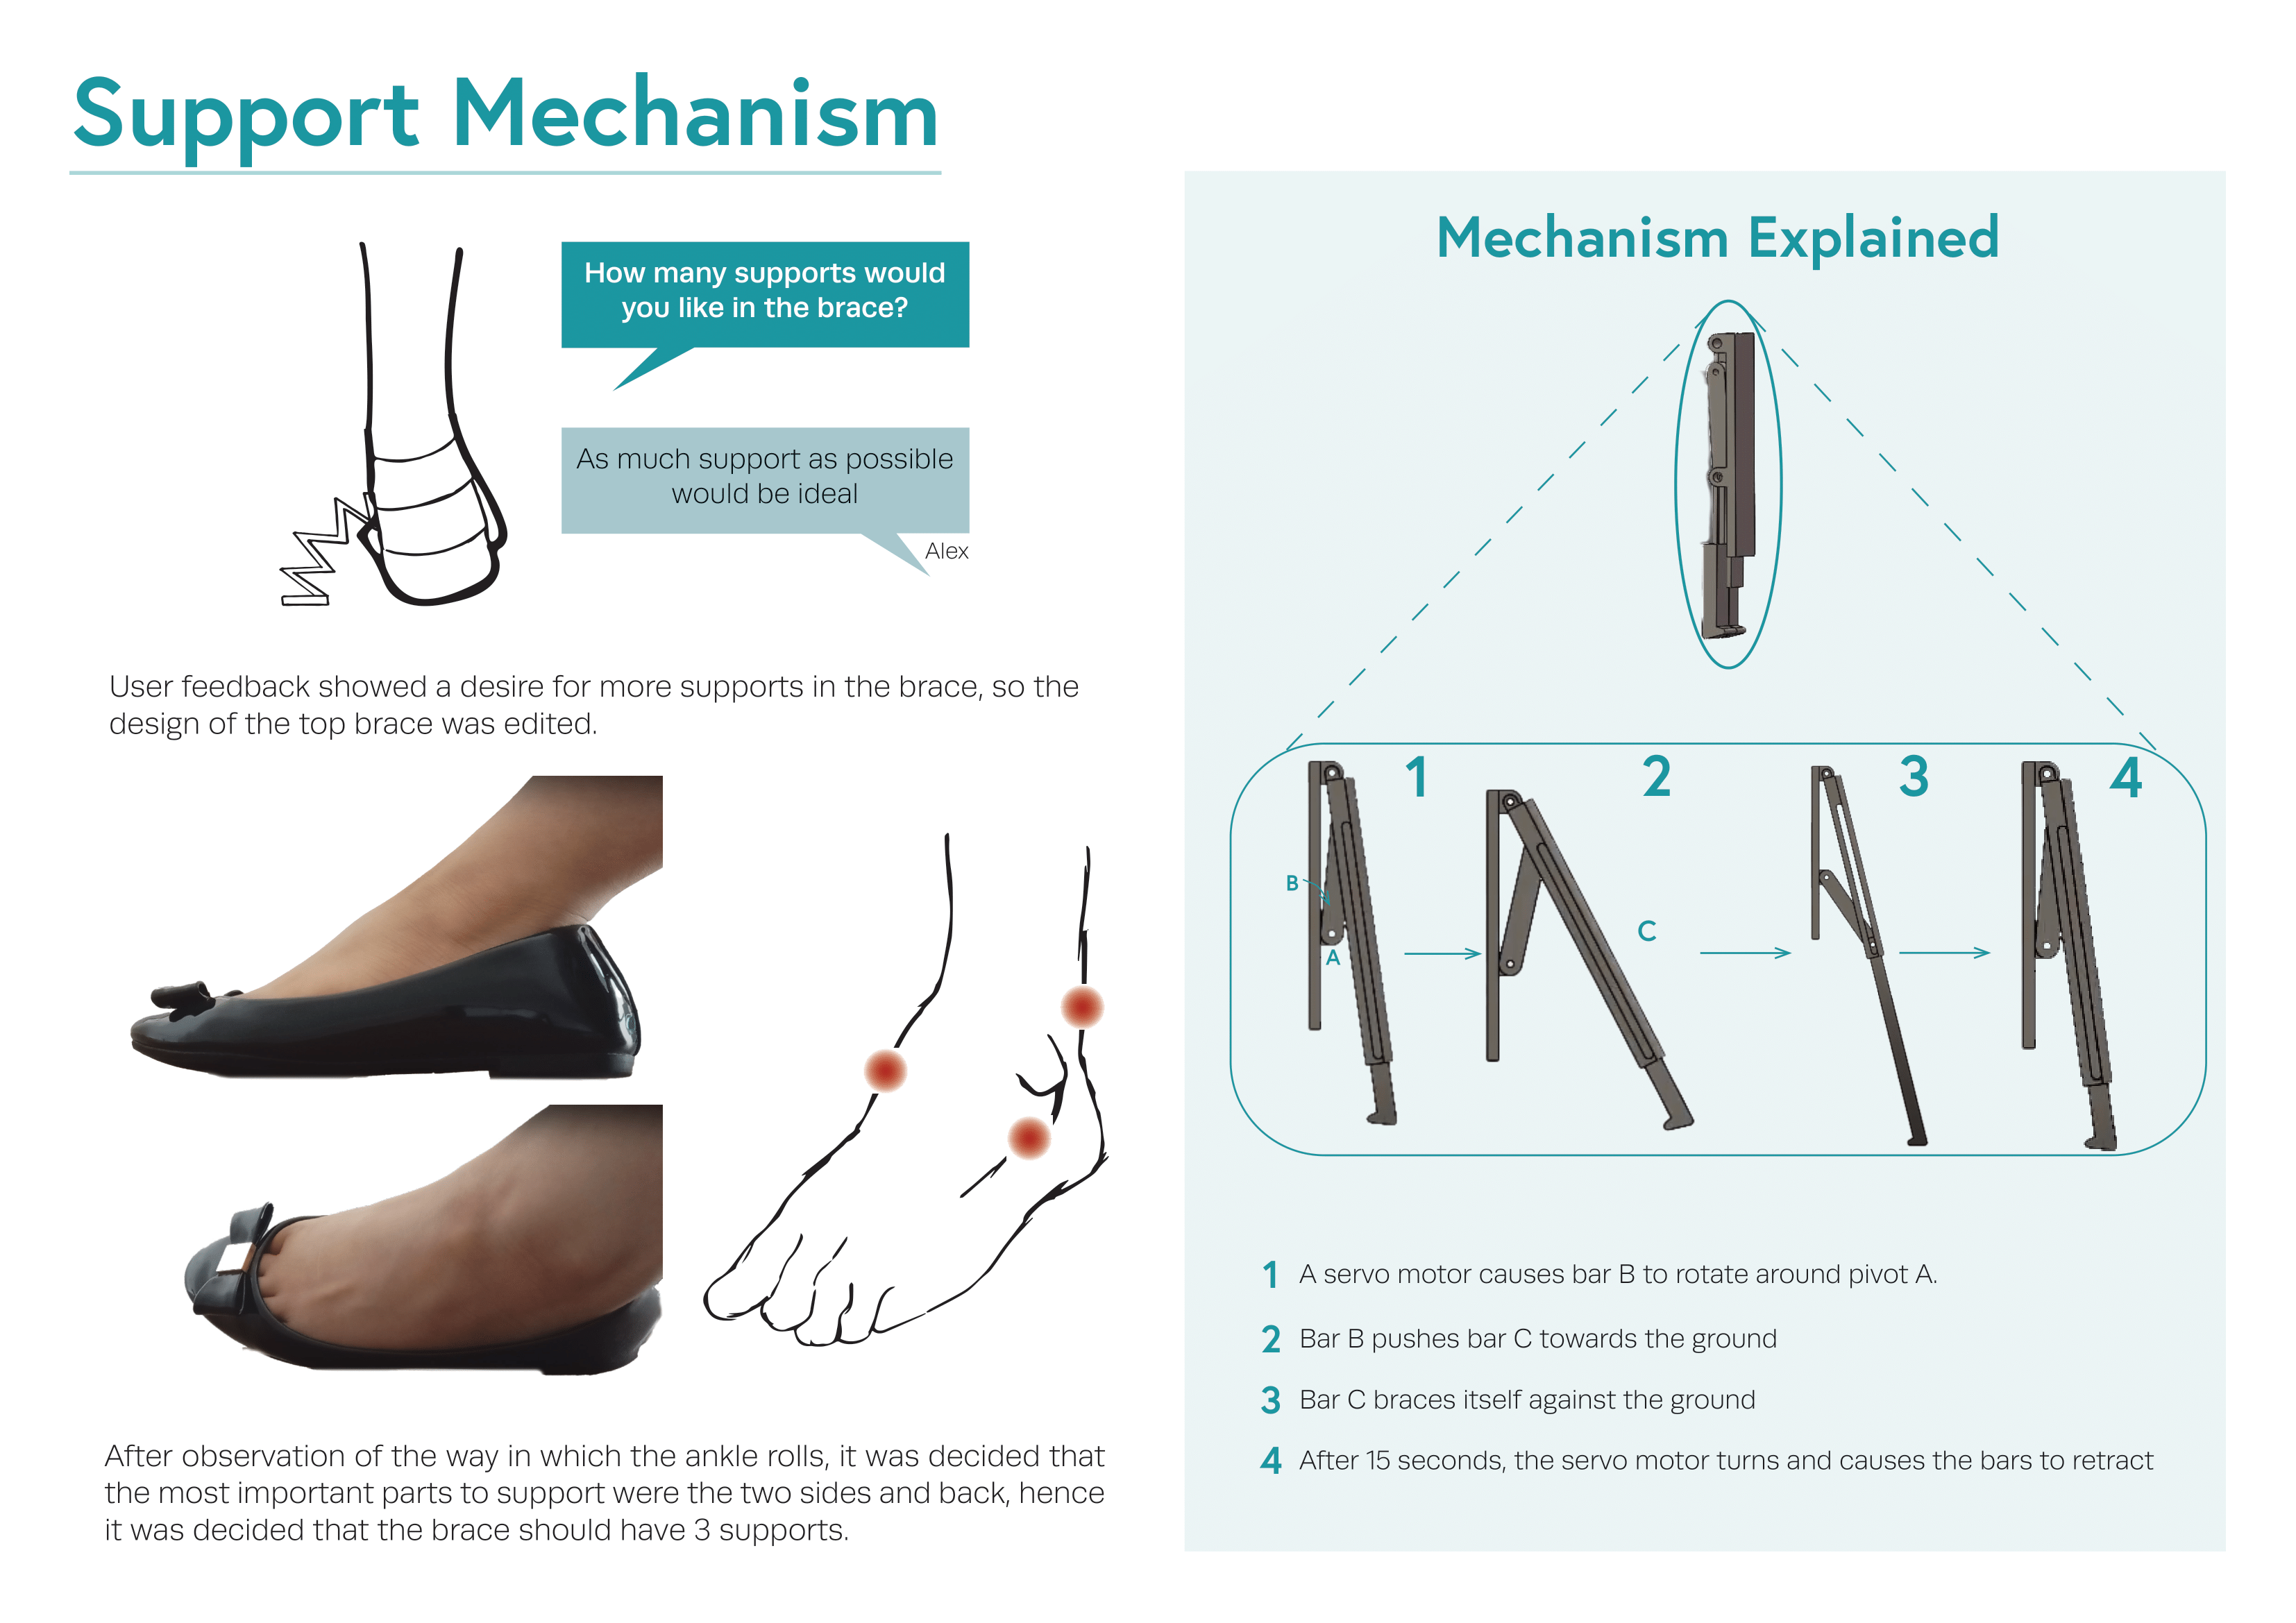 Support Mechanism
How many supports would
you like in the brace?
As much support as possible
would be ideal
Alex
User feedback showed a desire for more supports in the brace, so the
design of the top brace was edited.
After observation of the way in which the ankle rolls, it was decided that
the most important parts to support were the two sides and back, hence
it was decided that the brace should have 3 supports.
Mechanism Explained
1
2
3
4
B
A
C
1 A servo motor causes bar B to rotate around pivot A.
2 Bar B pushes bar C towards the ground
3 Bar C braces itself against the ground
4 After 15 seconds, the servo motor turns and causes the bars to retract